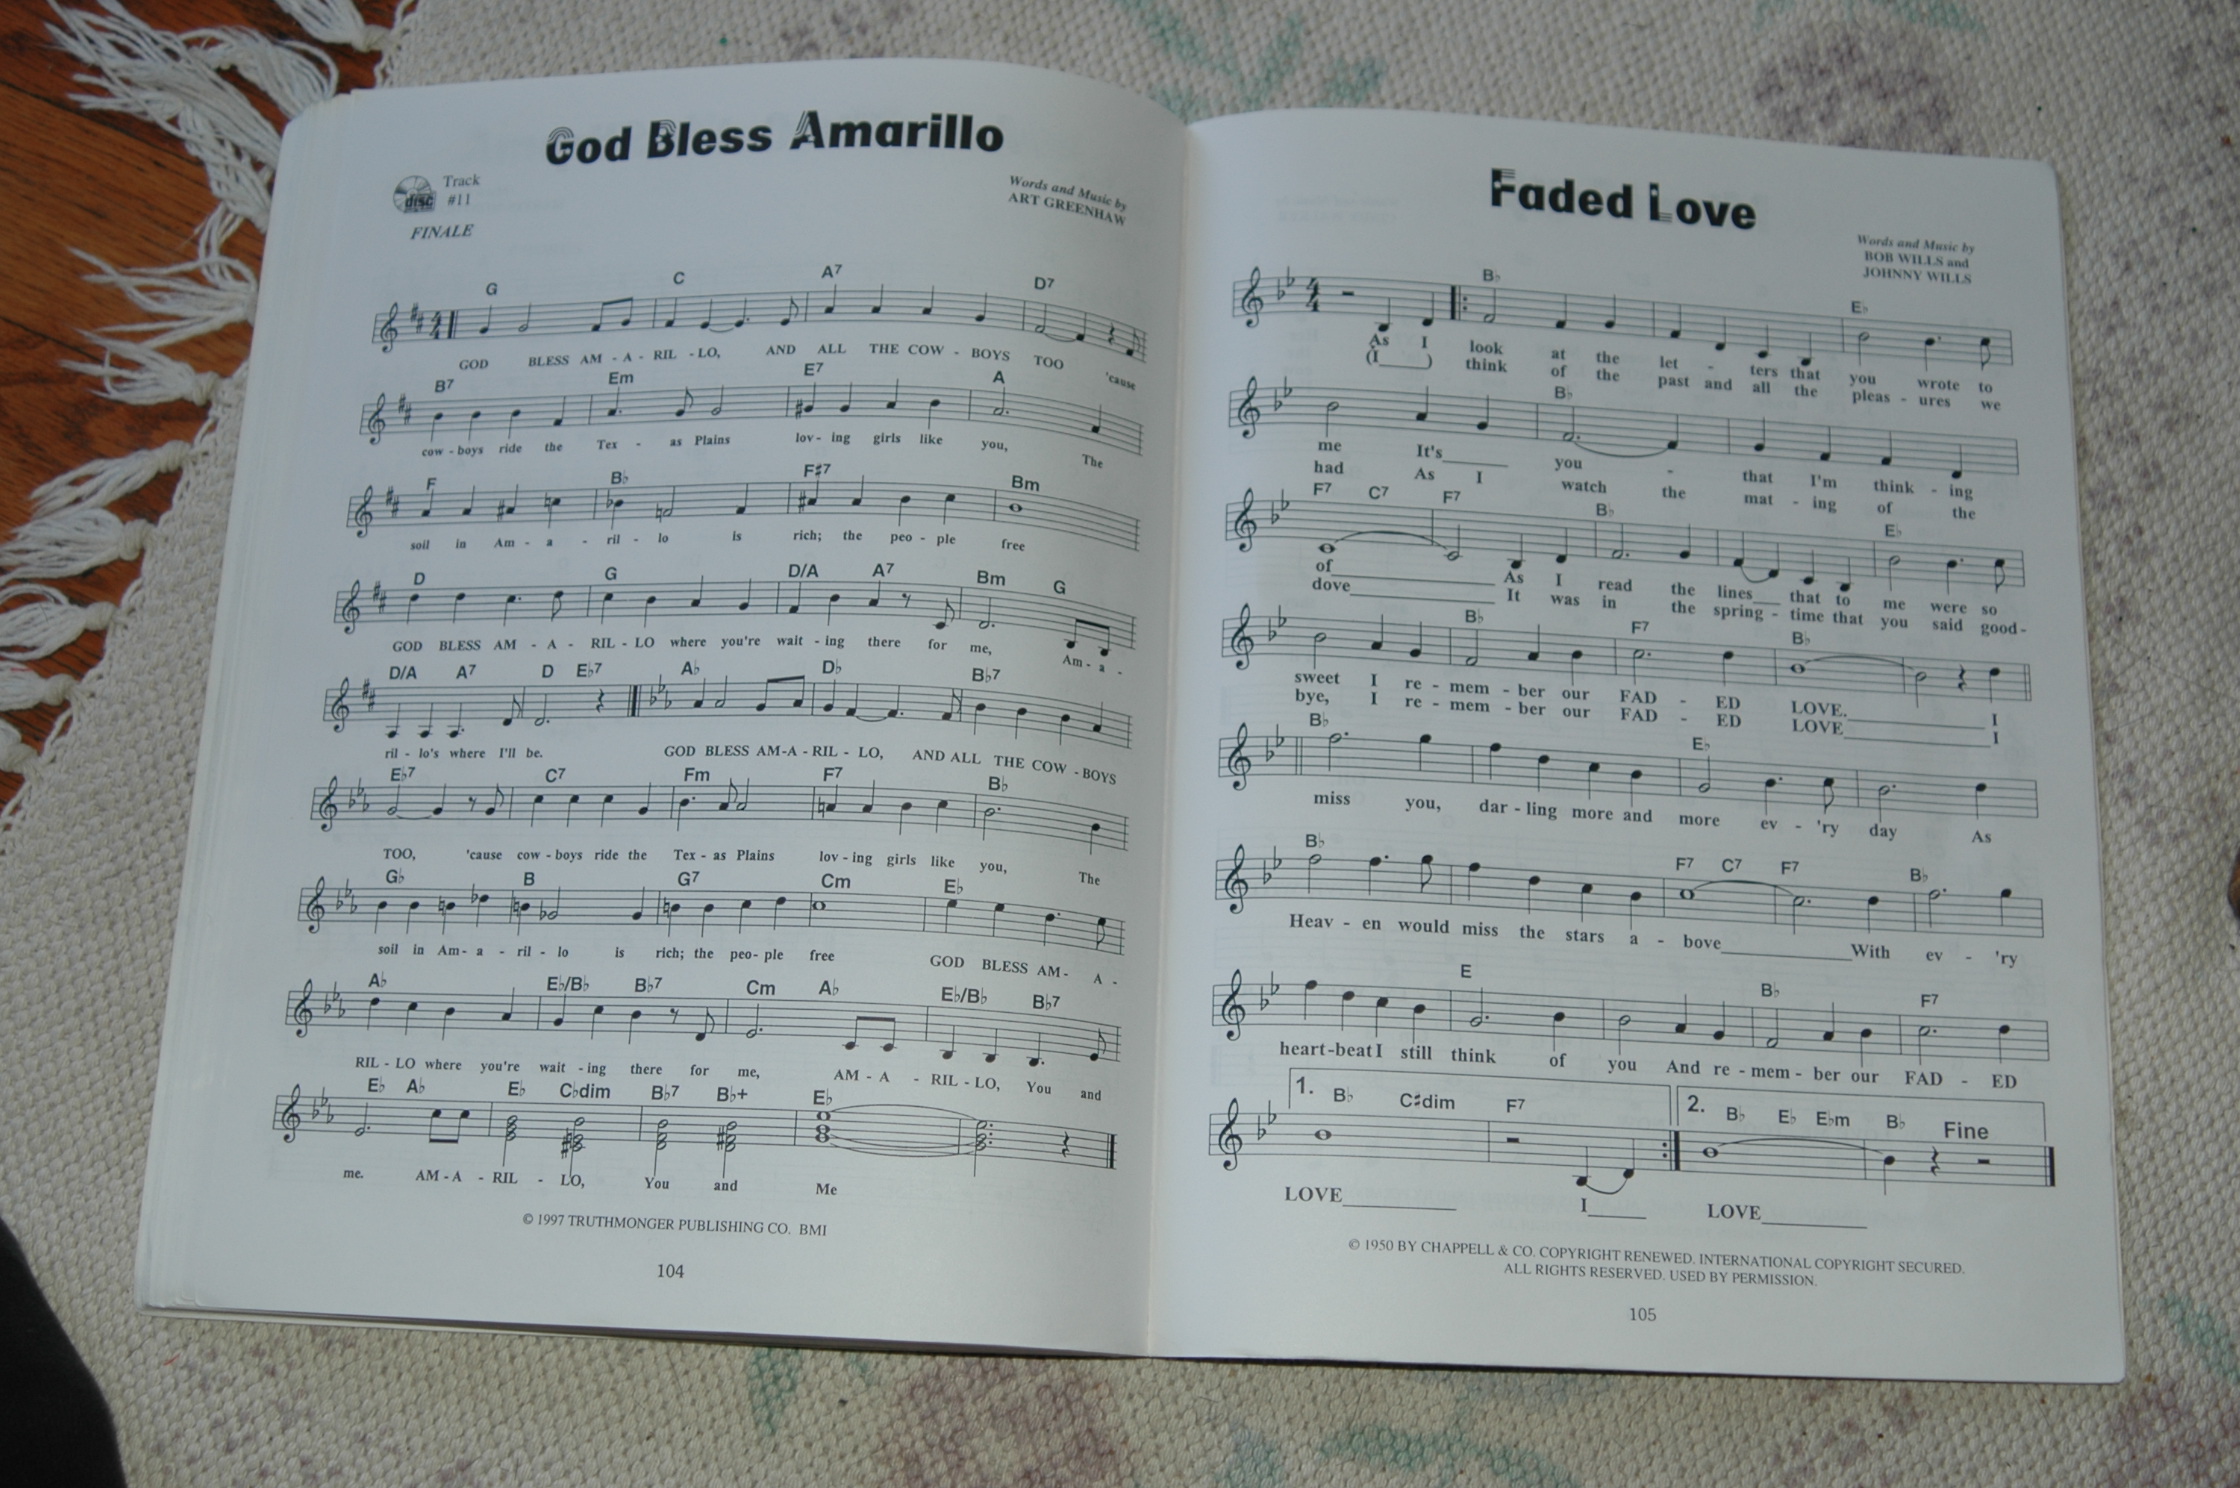 God Bless Amarillo
Track
disc #11
FINALE
Words and Music by
ART GREENHAW
G C A7 D7
GOD BLESS AM - A - RIL - LO, AND ALL THE COW - BOYS TOO 'cause
B7 Em E7 A
cow - boys ride the Tex - as Plains lov - ing girls like you, The
F B♭ F♯7 Bm
soil in Am - a - ril - lo is rich; the peo - ple free
D G D/A A7 Bm G
GOD BLESS AM - A - RIL - LO where you're wait - ing there for me, Am - a -
D/A A7 D E♭7 A♭ D♭ B♭7
ril - lo's where I'll be. GOD BLESS AM-A - RIL - LO, AND ALL THE COW - BOYS
E♭7 C7 Fm F7 B♭
TOO, 'cause cow - boys ride the Tex - as Plains lov - ing girls like you, The
G♭ B G7 Cm E♭
soil in Am - a - ril - lo is rich; the peo - ple free GOD BLESS AM - A -
A♭ E♭/B♭ B♭7 Cm A♭ E♭/B♭ B♭7
RIL - LO where you're wait - ing there for me, AM - A - RIL - LO, You and
E♭ A♭ E♭ C♭dim B♭7 B♭+ E♭
me. AM - A - RIL - LO, You and Me
© 1997 TRUTHMONGER PUBLISHING CO. BMI
104
Faded Love
Words and Music by
BOB WILLS and
JOHNNY WILLS
B♭ E♭
As I look at the let - ters that you wrote to
(I____) think of the past and all the pleas - ures we
B♭
me It's____ you - that I'm think - ing
had As I watch the mat - ing of the
F7 C7 F7 B♭ E♭
of____ As I read the lines__ that to me were so
dove____ It was in the spring - time that you said good -
B♭ F7 B♭
sweet I re - mem - ber our FAD - ED LOVE.____ I
bye, I re - mem - ber our FAD - ED LOVE____ I
B♭ E♭
miss you, dar - ling more and more ev - 'ry day As
B♭ F7 C7 F7 B♭
Heav - en would miss the stars a - bove____ With ev - 'ry
E B♭ F7
heart-beat I still think of you And re - mem - ber our FAD - ED
1. B♭ C♯dim F7 2. B♭ E♭ E♭m B♭ Fine
LOVE____ I____ LOVE____
© 1950 BY CHAPPELL & CO. COPYRIGHT RENEWED. INTERNATIONAL COPYRIGHT SECURED.
ALL RIGHTS RESERVED. USED BY PERMISSION.
105